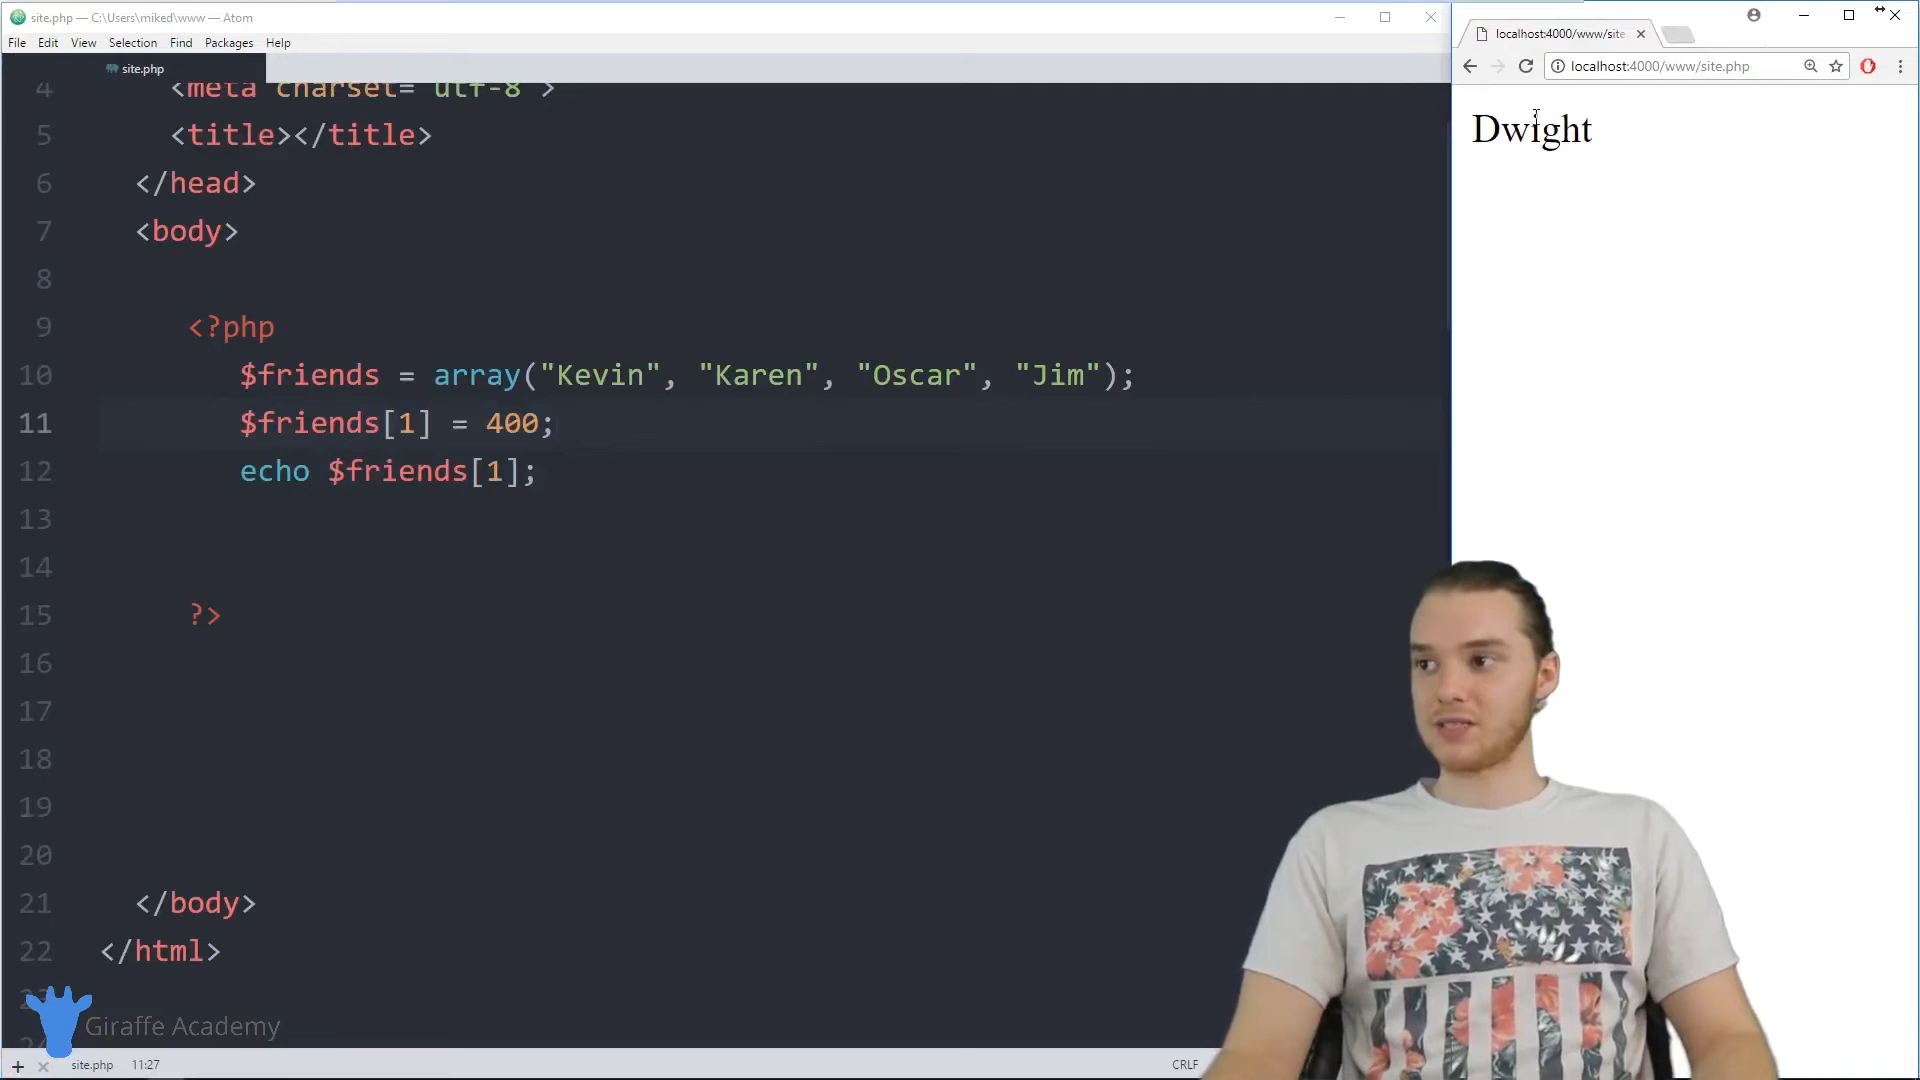 site.php — C:\Users\miked\www — Atom
File Edit View Selection Find Packages Help
site.php
4 <meta charset="utf-8">
5 <title></title>
6 </head>
7 <body>
8
9 <?php
10 $friends = array("Kevin", "Karen", "Oscar", "Jim");
11 $friends[1] = 400;
12 echo $friends[1];
13
14
15 ?>
16
17
18
19
20
21 </body>
22 </html>
Giraffe Academy
site.php 11:27
CRLF
localhost:4000/www/site
localhost:4000/www/site.php
Dwight